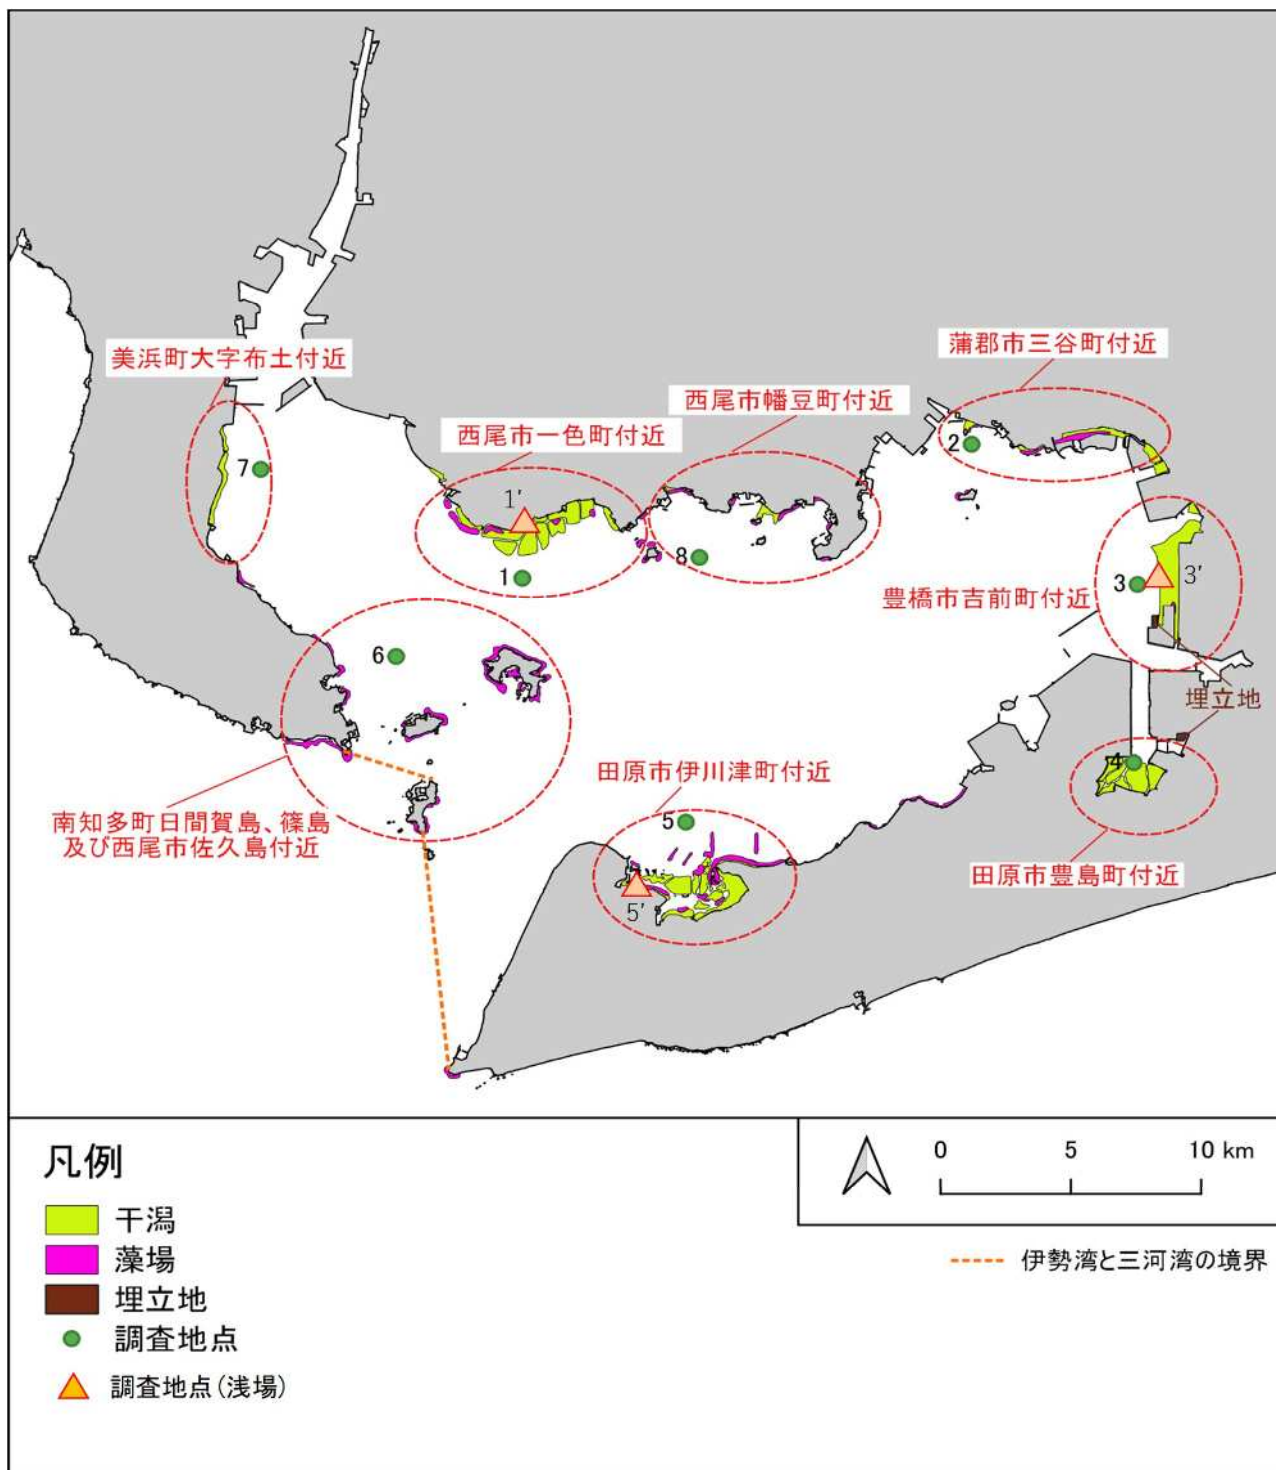 蒲郡市三谷町付近
美浜町大字布土付近
西尾市幡豆町付近
西尾市一色町付近
2
7
1'
8
1
3
3'
豊橋市吉前町付近
6
埋立地
4
田原市伊川津町付近
南知多町日間賀島、篠島
及び西尾市佐久島付近
5
田原市豊島町付近
5'
凡例
干潟
藻場
埋立地
調査地点
調査地点(浅場)
0 5 10 km
伊勢湾と三河湾の境界